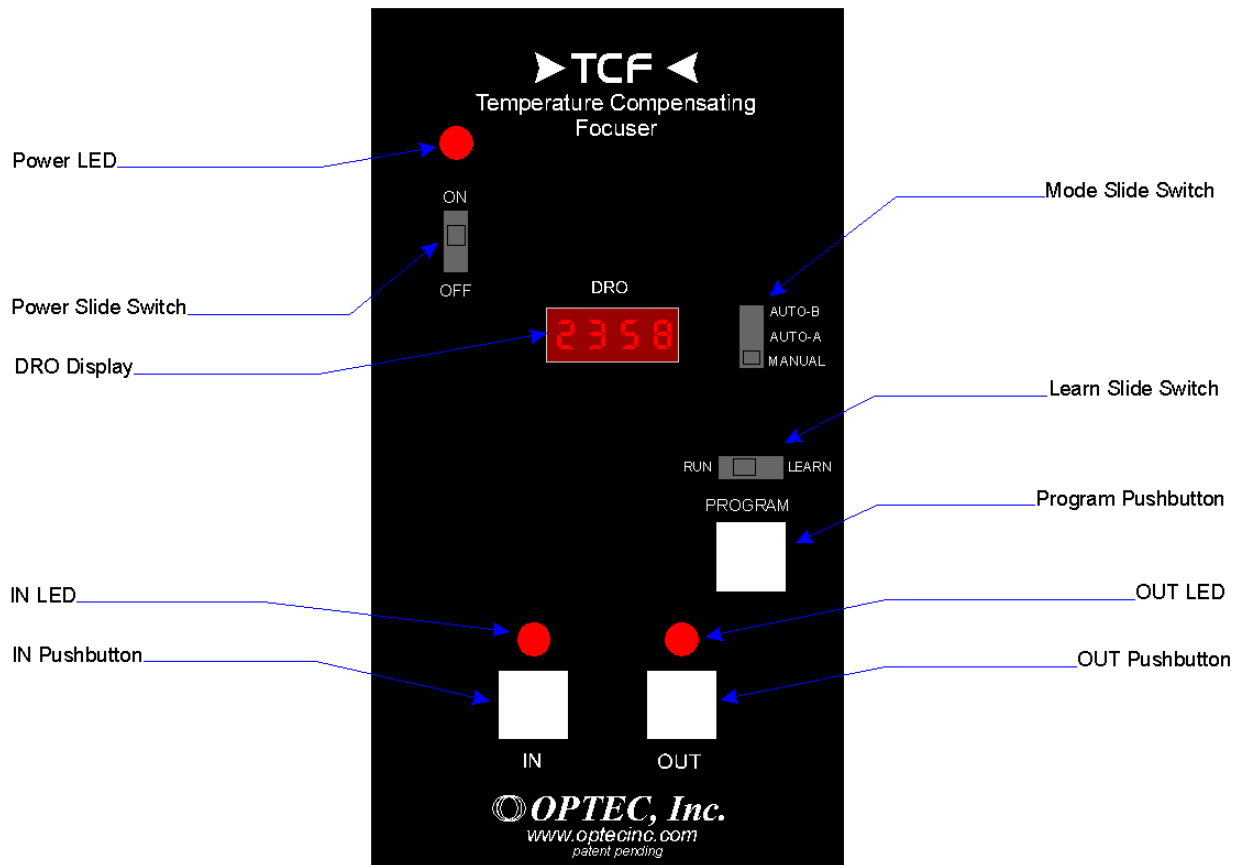 TCF
Temperature Compensating
Focuser
Power LED
ON
Mode Slide Switch
OFF
Power Slide Switch
DRO
AUTO-B
AUTO-A
MANUAL
2358
DRO Display
Learn Slide Switch
RUN
LEARN
PROGRAM
Program Pushbutton
IN LED
OUT LED
IN Pushbutton
OUT Pushbutton
IN
OUT
OPTEC, Inc.
www.optecinc.com
patent pending